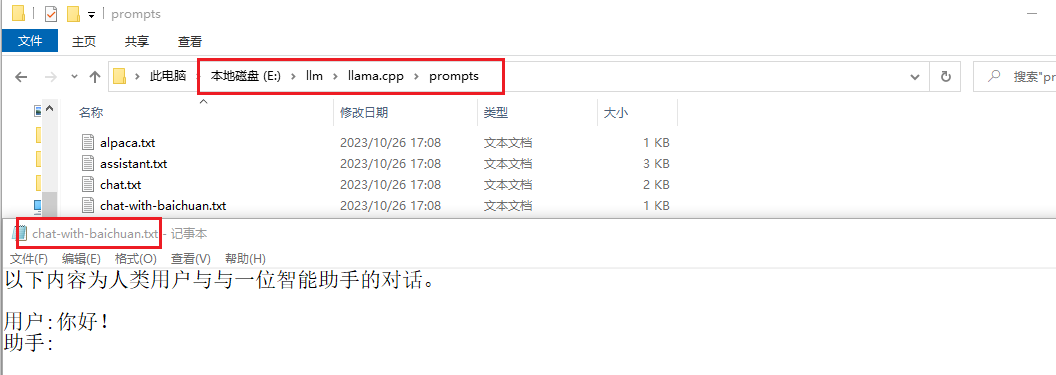 prompts
文件 主页 共享 查看
此电脑 本地磁盘 (E:) llm llama.cpp prompts 搜索"pr
名称 修改日期 类型 大小
alpaca.txt 2023/10/26 17:08 文本文档 1 KB
assistant.txt 2023/10/26 17:08 文本文档 3 KB
chat.txt 2023/10/26 17:08 文本文档 2 KB
chat-with-baichuan.txt 2023/10/26 17:08 文本文档 1 KB
chat-with-baichuan.txt - 记事本
文件(F) 编辑(E) 格式(O) 查看(V) 帮助(H)
以下内容为人类用户与与一位智能助手的对话。
用户:你好!
助手: